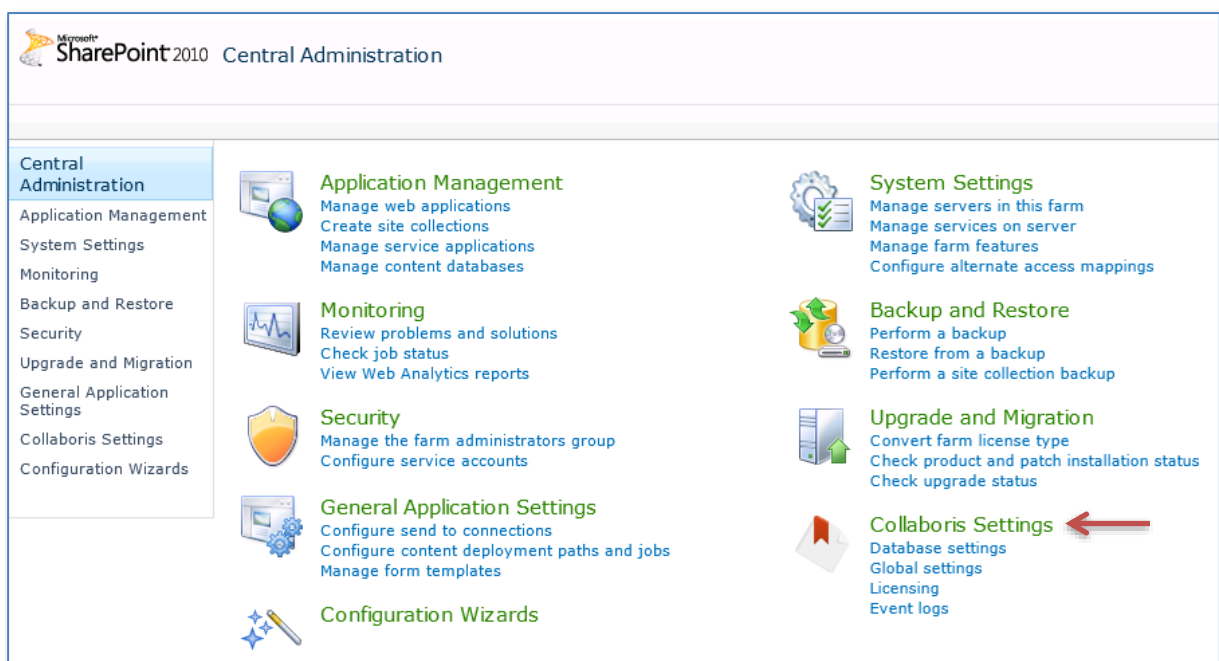 Microsoft*
SharePoint 2010 Central Administration
Central
Administration
Application Management
System Settings
Monitoring
Backup and Restore
Security
Upgrade and Migration
General Application
Settings
Collaboris Settings
Configuration Wizards
Application Management
Manage web applications
Create site collections
Manage service applications
Manage content databases
Monitoring
Review problems and solutions
Check job status
View Web Analytics reports
Security
Manage the farm administrators group
Configure service accounts
General Application Settings
Configure send to connections
Configure content deployment paths and jobs
Manage form templates
Configuration Wizards
System Settings
Manage servers in this farm
Manage services on server
Manage farm features
Configure alternate access mappings
Backup and Restore
Perform a backup
Restore from a backup
Perform a site collection backup
Upgrade and Migration
Convert farm license type
Check product and patch installation status
Check upgrade status
Collaboris Settings
Database settings
Global settings
Licensing
Event logs